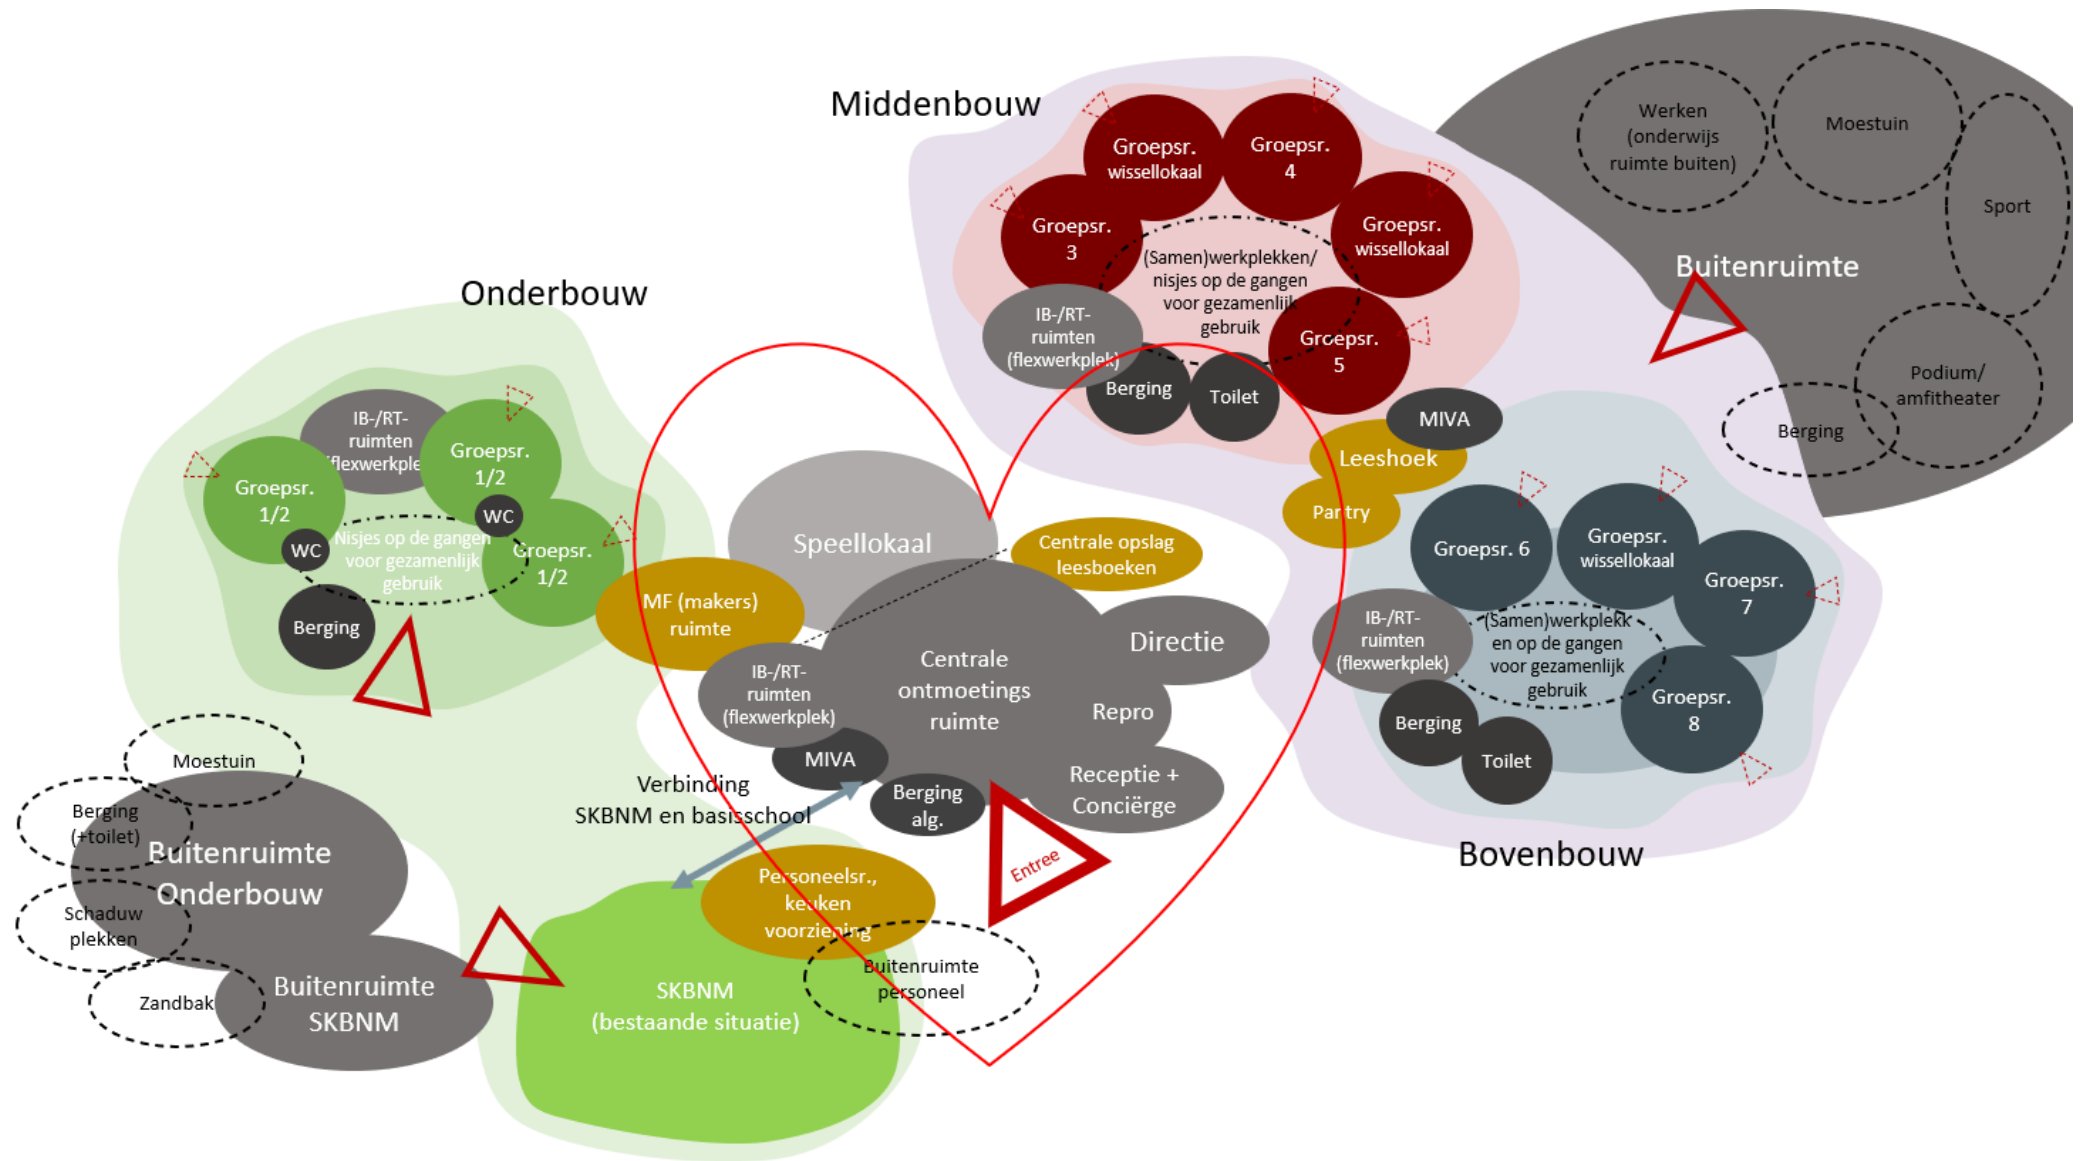 Middenbouw
Werken
(onderwijs
ruimte buiten)
Moestuin
Sport
Buitenruimte
Podium/
amfitheater
Berging
Groepsr.
wissellokaal
Groepsr.
4
Groepsr.
3
Groepsr.
wissellokaal
(Samen)werkplekken/
nisjes op de gangen
voor gezamenlijk
gebruik
IB-/RT-
ruimten
(flexwerkplek)
Groepsr.
5
Berging
Toilet
MIVA
Leeshoek
Pantry
Onderbouw
IB-/RT-
ruimten
(flexwerkple
Groepsr.
1/2
Groepsr.
1/2
WC
WC
Nisjes op de gangen
voor gezamenlijk
gebruik
Groepsr.
1/2
Berging
Speellokaal
Centrale opslag
leesboeken
MF (makers)
ruimte
IB-/RT-
ruimten
(flexwerkplek)
Centrale
ontmoetings
ruimte
Directie
Repro
Receptie +
Conciërge
MIVA
Berging
alg.
Entree
Verbinding
SKBNM en basisschool
Groepsr. 6
Groepsr.
wissellokaal
Groepsr.
7
IB-/RT-
ruimten
(flexwerkplek)
(Samen)werkplekk
en op de gangen
voor gezamenlijk
gebruik
Groepsr.
8
Berging
Toilet
Bovenbouw
Moestuin
Berging
(+toilet)
Buitenruimte
Onderbouw
Schaduw
plekken
Zandbak
Buitenruimte
SKBNM
Personeelsr.,
keuken
voorziening
Buitenruimte
personeel
SKBNM
(bestaande situatie)